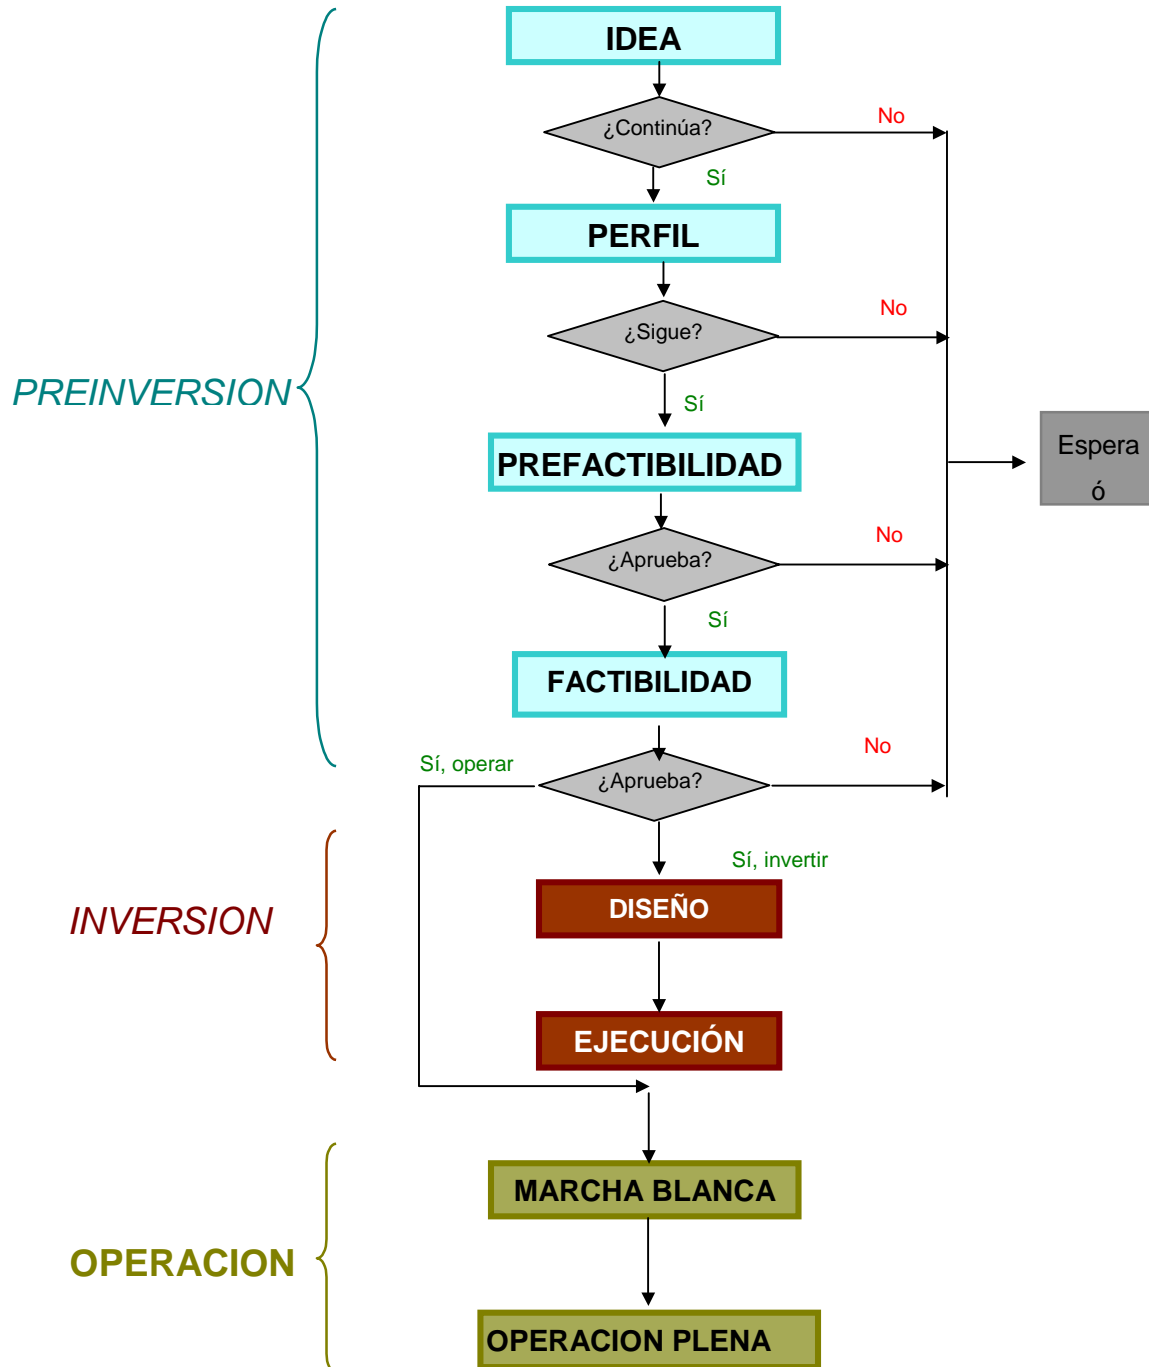 IDEA
¿Continúa?
No
Sí
PERFIL
¿Sigue?
No
PREINVERSION
Sí
Espera
ó
PREFACTIBILIDAD
¿Aprueba?
No
Sí
FACTIBILIDAD
Sí, operar
¿Aprueba?
No
Sí, invertir
INVERSION
DISEÑO
EJECUCIÓN
MARCHA BLANCA
OPERACION
OPERACION PLENA